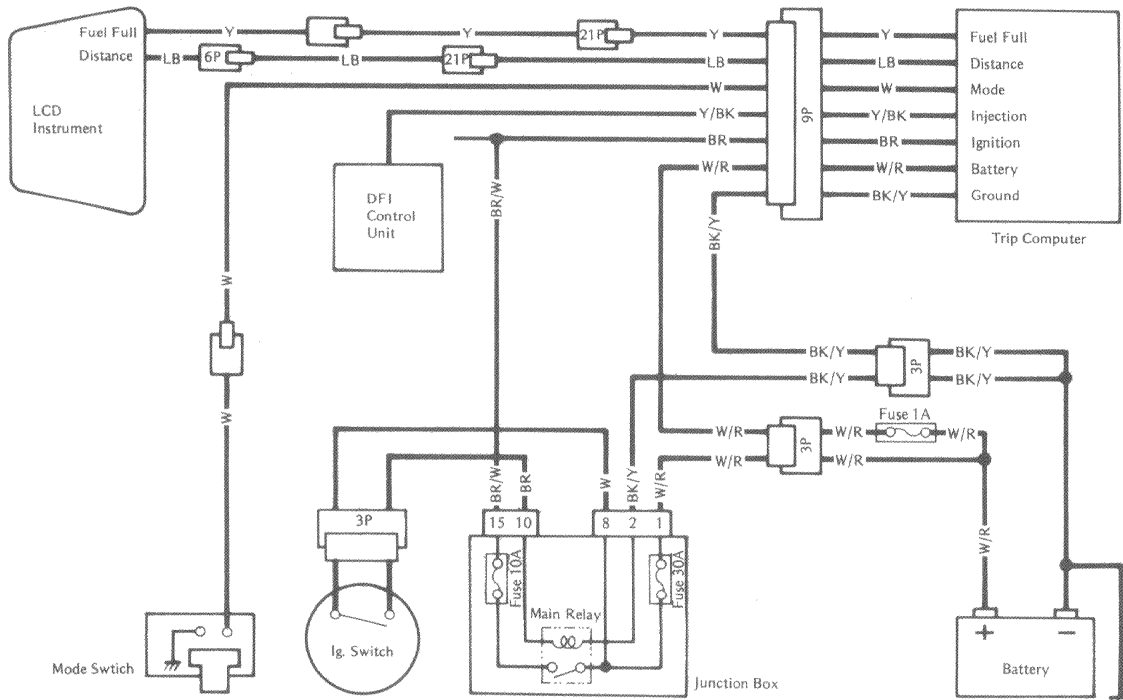 Fuel Full Y Y 21P Y Y Fuel Full
Distance LB 6P LB 21P LB LB Distance
LCD
Instrument
W W Mode
Y/BK Y/BK Injection
9P
BR BR Ignition
W/R W/R Battery
BK/Y Ground
DFI
Control
Unit
BR/W
BK/Y
Trip Computer
W
W
BK/Y 3P BK/Y
BK/Y BK/Y
Fuse 1A
W/R 3P W/R W/R
W/R W/R
W/R
BR/W BR W BK/Y W/R
3P
15 10 8 2 1
Fuse 10A
Fuse 30A
Main Relay
Ig. Switch
Mode Swtich
Junction Box
+ −
Battery